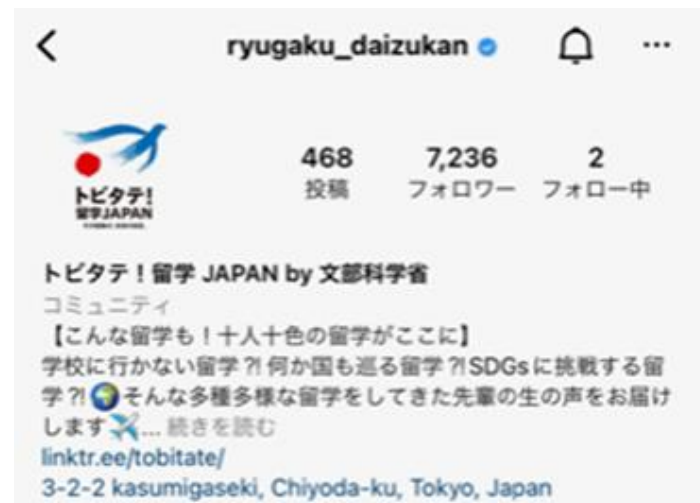 ryugaku_daizukan
トビタテ!
留学JAPAN
468
投稿
7,236
フォロワー
2
フォロー中
トビタテ!留学 JAPAN by 文部科学省
コミュニティ
【こんな留学も!十人十色の留学がここに】
学校に行かない留学⁈何か国も巡る留学⁈SDGsに挑戦する留
学⁈🌍そんな多種多様な留学をしてきた先輩の生の声をお届け
します✈️... 続きを読む
linktr.ee/tobitate/
3-2-2 kasumigaseki, Chiyoda-ku, Tokyo, Japan